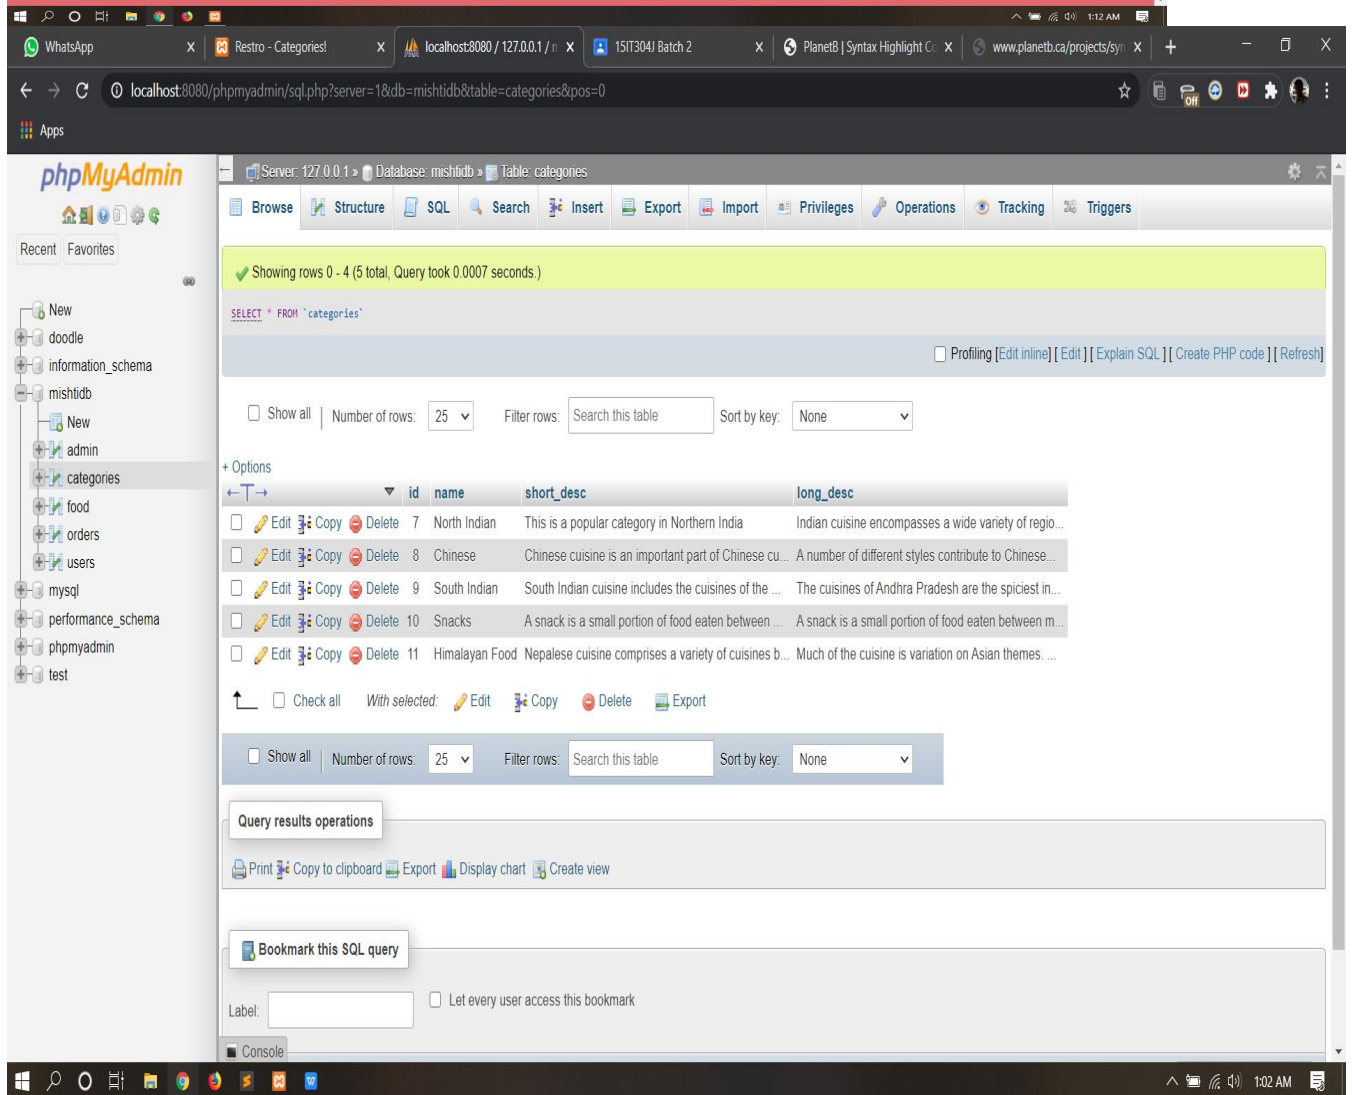 1:12 AM
WhatsApp X Restro - Categories! X localhost:8080 / 127.0.0.1 / X 15IT304J Batch 2 X PlanetB | Syntax Highlight X www.planetb.ca/projects/syn X + X
localhost:8080/phpmyadmin/sql.php?server=1&db=mishtidb&table=categories&pos=0
Off
Apps
phpMyAdmin
Recent Favorites
New
doodle
information_schema
mishtidb
New
admin
categories
food
orders
users
mysql
performance_schema
phpmyadmin
test
Server: 127.0.0.1 » Database: mishtidb » Table: categories
Browse Structure SQL Search Insert Export Import Privileges Operations Tracking Triggers
Showing rows 0 - 4 (5 total, Query took 0.0007 seconds.)
SELECT * FROM `categories`
Profiling [Edit inline] [ Edit ] [ Explain SQL ] [ Create PHP code ] [ Refresh]
Show all | Number of rows: 25 Filter rows: Search this table Sort by key: None
+ Options
←T→ ▼ id name short_desc long_desc
Edit Copy Delete 7 North Indian This is a popular category in Northern India Indian cuisine encompasses a wide variety of regio...
Edit Copy Delete 8 Chinese Chinese cuisine is an important part of Chinese cu... A number of different styles contribute to Chinese...
Edit Copy Delete 9 South Indian South Indian cuisine includes the cuisines of the ... The cuisines of Andhra Pradesh are the spiciest in...
Edit Copy Delete 10 Snacks A snack is a small portion of food eaten between ... A snack is a small portion of food eaten between m...
Edit Copy Delete 11 Himalayan Food Nepalese cuisine comprises a variety of cuisines b... Much of the cuisine is variation on Asian themes. ...
Check all With selected: Edit Copy Delete Export
Show all | Number of rows: 25 Filter rows: Search this table Sort by key: None
Query results operations
Print Copy to clipboard Export Display chart Create view
Bookmark this SQL query
Label: Let every user access this bookmark
Console
1:02 AM